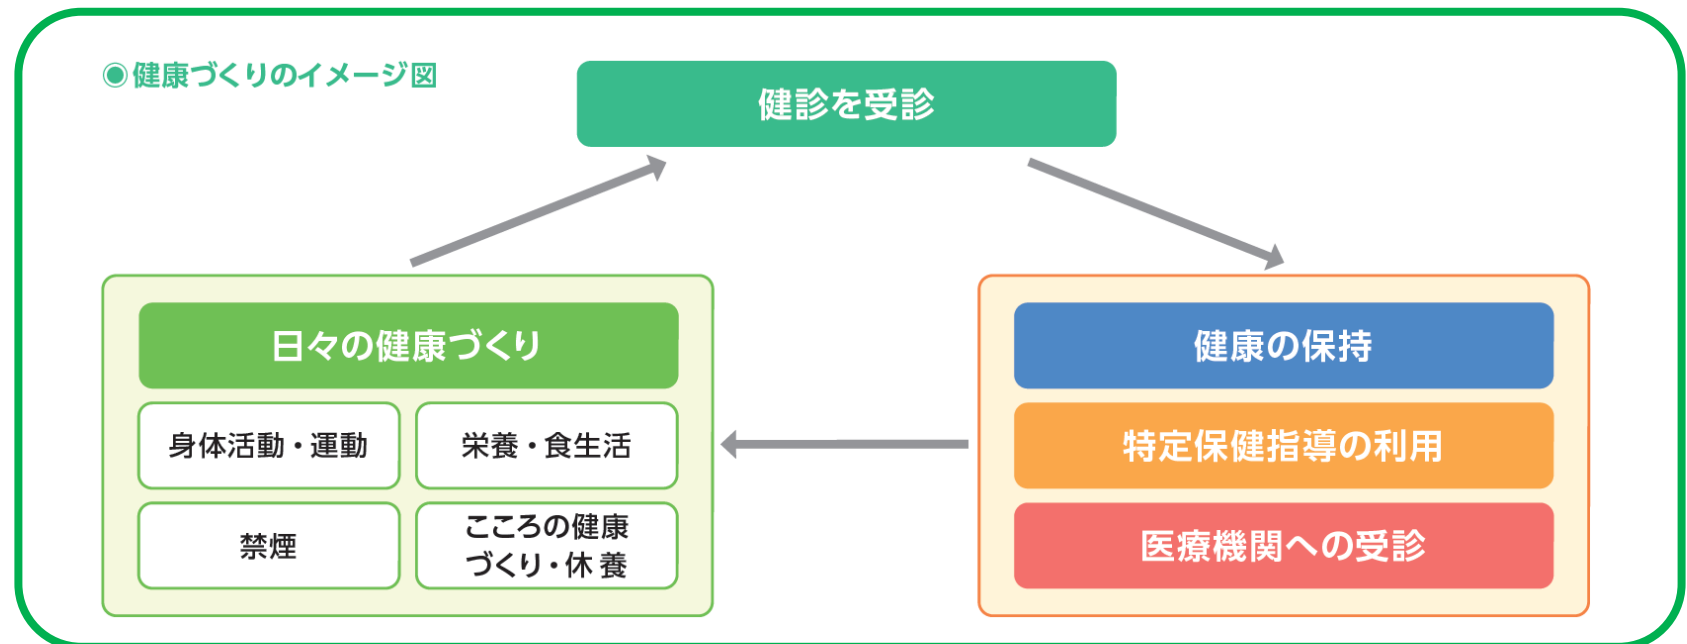 ◉健康づくりのイメージ図
健診を受診
日々の健康づくり
身体活動・運動
栄養・食生活
禁煙
こころの健康
づくり・休養
健康の保持
特定保健指導の利用
医療機関への受診